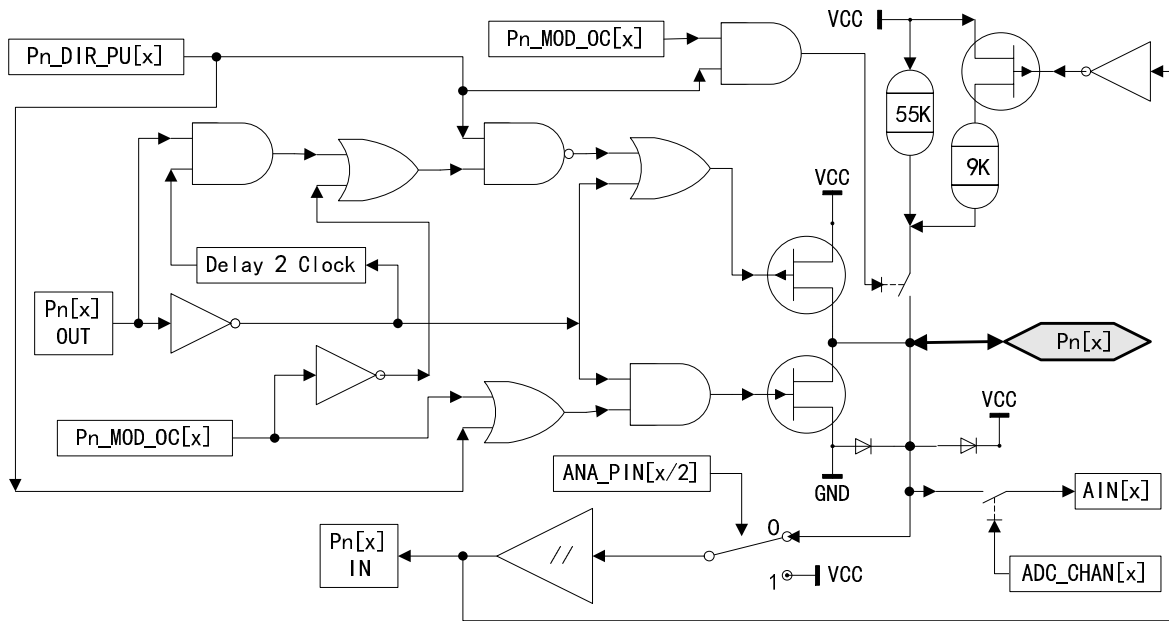 VCC
Pn_MOD_OC[x]
Pn_DIR_PU[x]
55K
9K
VCC
Delay 2 Clock
Pn[x]
OUT
Pn[x]
Pn_MOD_OC[x]
VCC
ANA_PIN[x/2]
GND
AIN[x]
0
Pn[x]
IN
//
1
VCC
ADC_CHAN[x]